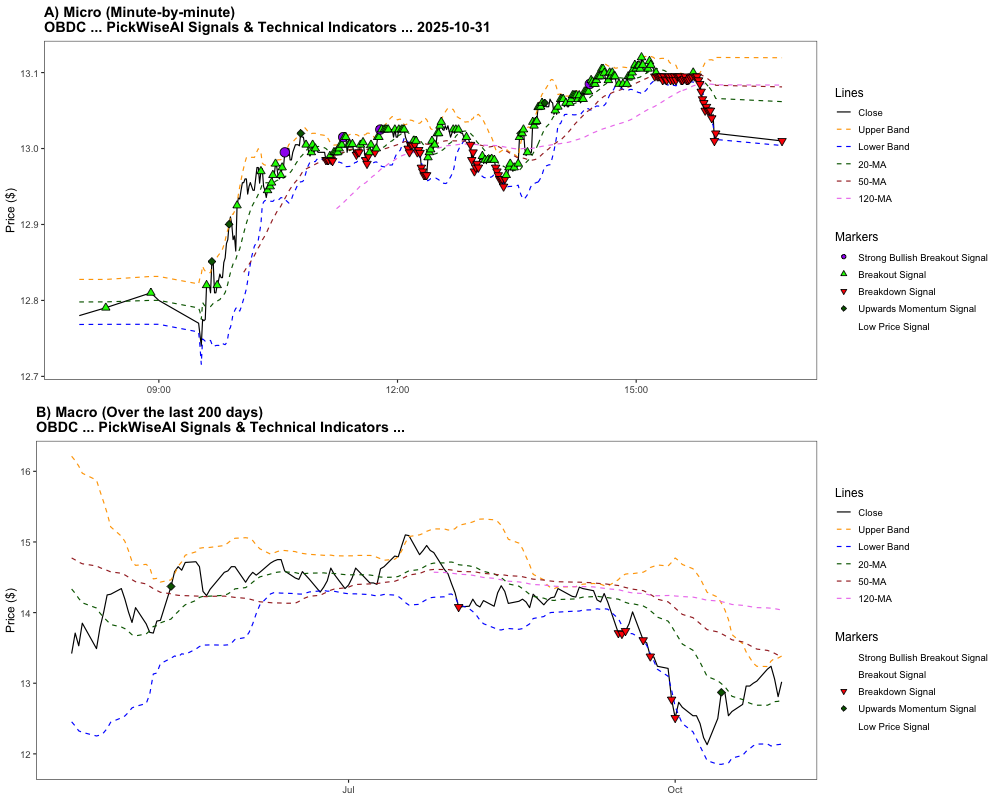 A) Micro (Minute-by-minute)
OBDC ... PickWiseAI Signals & Technical Indicators ... 2025-10-31
Price ($)
13.1
13.0
12.9
12.8
12.7
09:00
12:00
15:00
Lines
Close
Upper Band
Lower Band
20-MA
50-MA
120-MA
Markers
Strong Bullish Breakout Signal
Breakout Signal
Breakdown Signal
Upwards Momentum Signal
Low Price Signal
B) Macro (Over the last 200 days)
OBDC ... PickWiseAI Signals & Technical Indicators ...
Price ($)
16
15
14
13
12
Jul
Oct
Lines
Close
Upper Band
Lower Band
20-MA
50-MA
120-MA
Markers
Strong Bullish Breakout Signal
Breakout Signal
Breakdown Signal
Upwards Momentum Signal
Low Price Signal